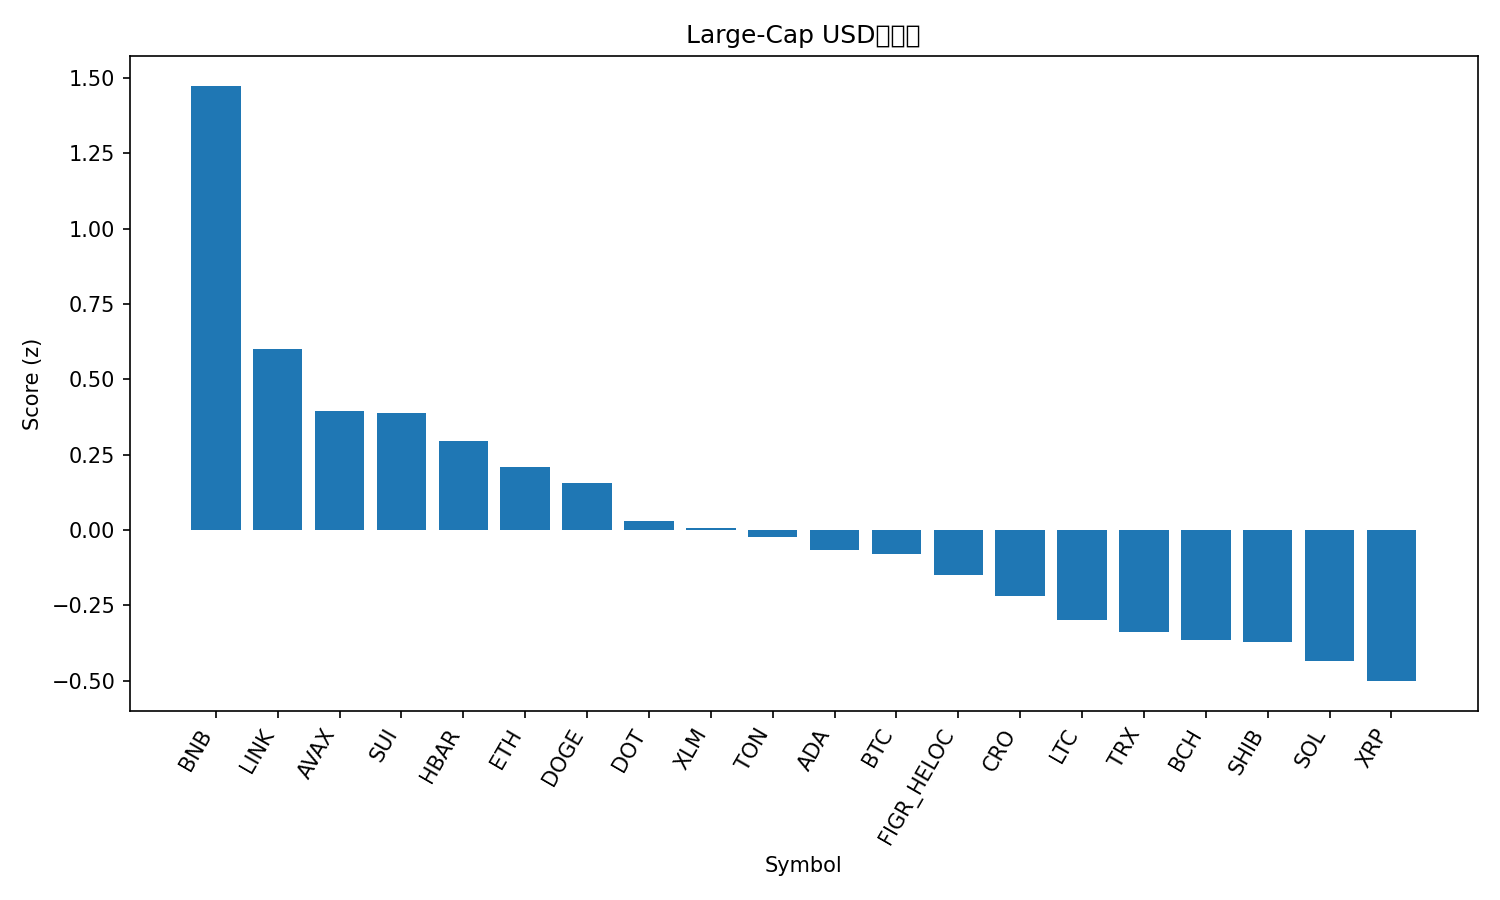 Large-Cap USD
Score (z)
1.50
1.25
1.00
0.75
0.50
0.25
0.00
−0.25
−0.50
BNB
LINK
AVAX
SUI
HBAR
ETH
DOGE
DOT
XLM
TON
ADA
BTC
FIGR_HELOC
CRO
LTC
TRX
BCH
SHIB
SOL
XRP
Symbol